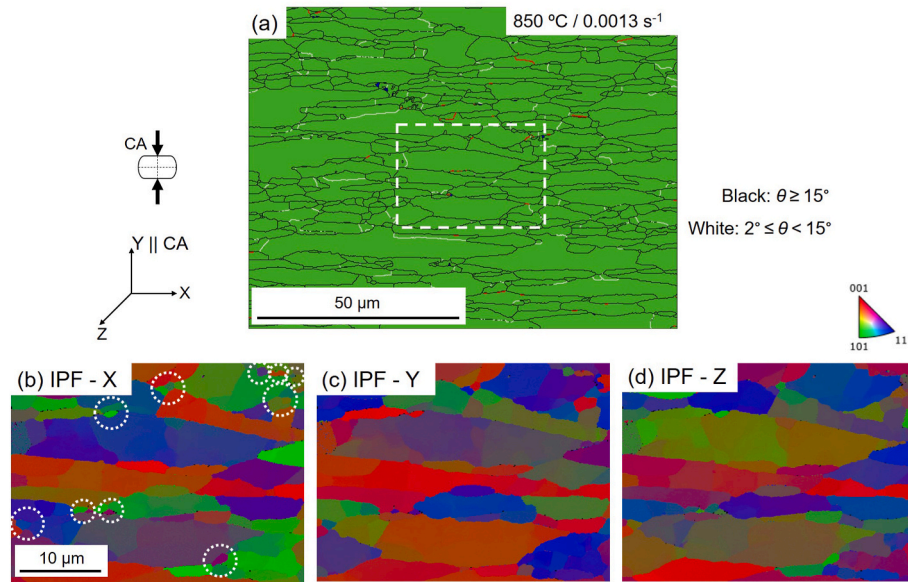 (a)
850 ºC / 0.0013 s⁻¹
CA
Black: θ ≥ 15°
White: 2° ≤ θ < 15°
Y || CA
X
Z
50 µm
001
101
11
(b) IPF - X
(c) IPF - Y
(d) IPF - Z
10 µm